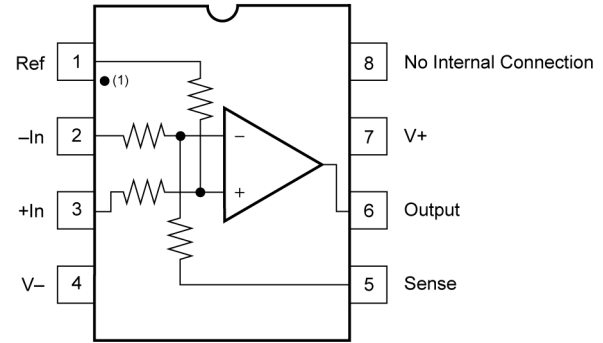 Ref 1
(1)
–In 2
+In 3
V– 4
8 No Internal Connection
7 V+
6 Output
5 Sense
–
+